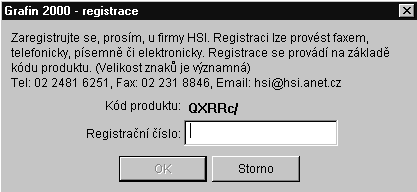 Grafin 2000 - registrace
Zaregistrujte se, prosím, u firmy HSI. Registraci lze provést faxem,
telefonicky, písemně či elektronicky. Registrace se provádí na základě
kódu produktu. (Velikost znaků je významná)
Tel: 02 2481 6251, Fax: 02 231 8846, Email: hsi@hsi.anet.cz
Kód produktu: QXRRc/
Registrační číslo:
OK Storno